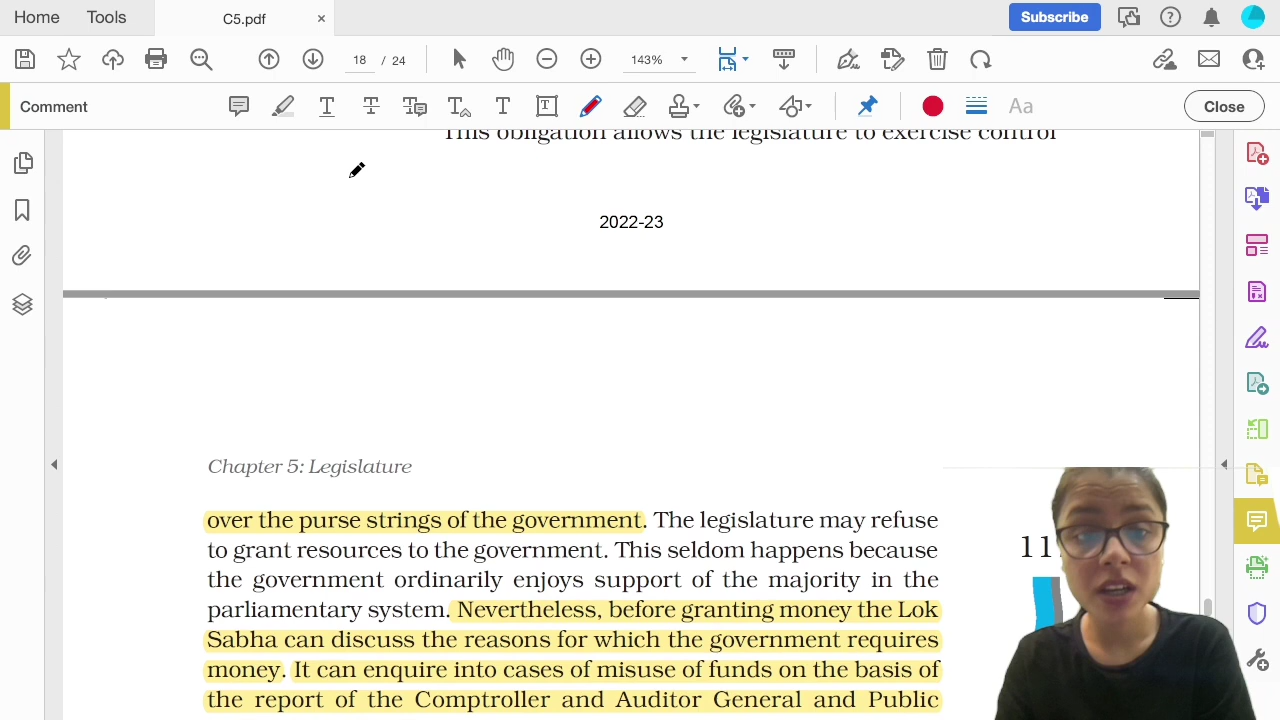 Home Tools C5.pdf × Subscribe
18 / 24 143%
Comment Aa Close
This obligation allows the legislature to exercise control
2022-23
Chapter 5: Legislature
over the purse strings of the government. The legislature may refuse
to grant resources to the government. This seldom happens because
the government ordinarily enjoys support of the majority in the
parliamentary system. Nevertheless, before granting money the Lok
Sabha can discuss the reasons for which the government requires
money. It can enquire into cases of misuse of funds on the basis of
the report of the Comptroller and Auditor General and Public